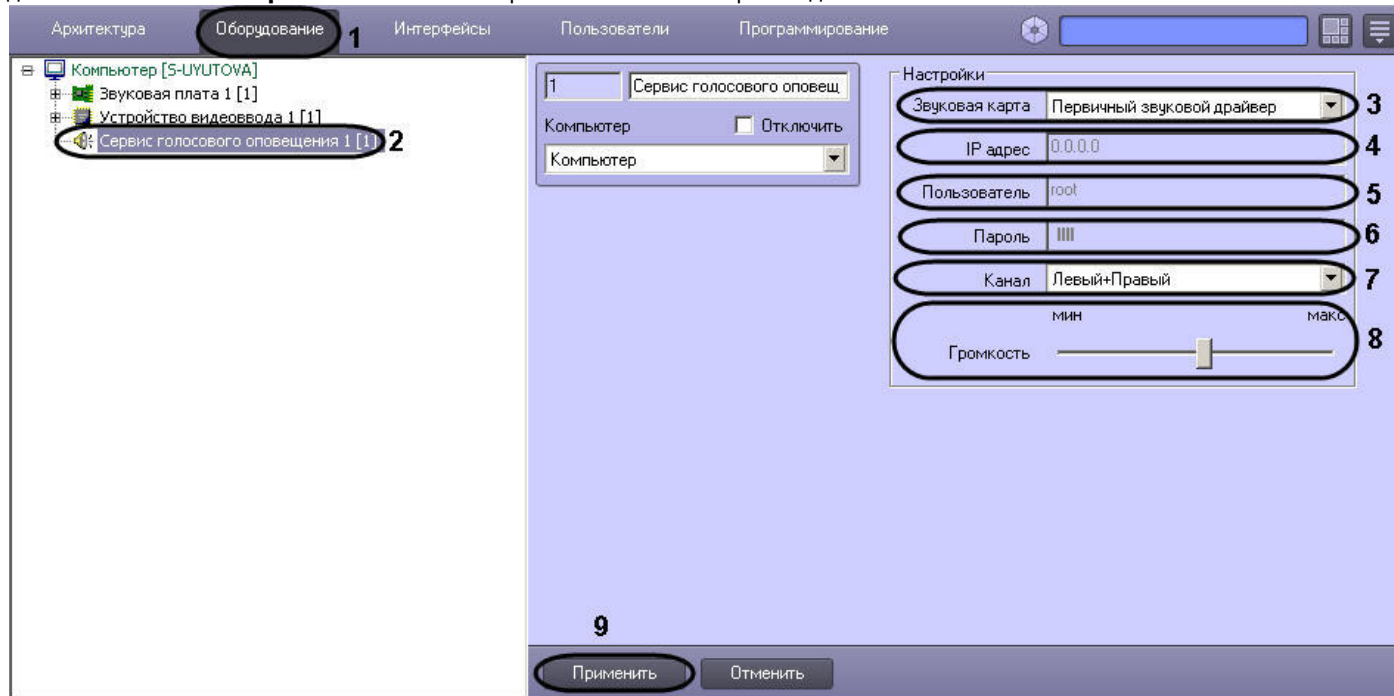 Архитектура Оборудование 1 Интерфейсы Пользователи Программирование
Компьютер [S-UYUTOVA]
Звуковая плата 1 [1]
Устройство видеоввода 1 [1]
Сервис голосового оповещения 1 [1] 2
1 Сервис голосового оповещ
Компьютер Отключить
Компьютер
Настройки
Звуковая карта Первичный звуковой драйвер 3
IP адрес 0.0.0.0 4
Пользователь root 5
Пароль 6
Канал Левый+Правый 7
мин макс
Громкость 8
9
Применить Отменить